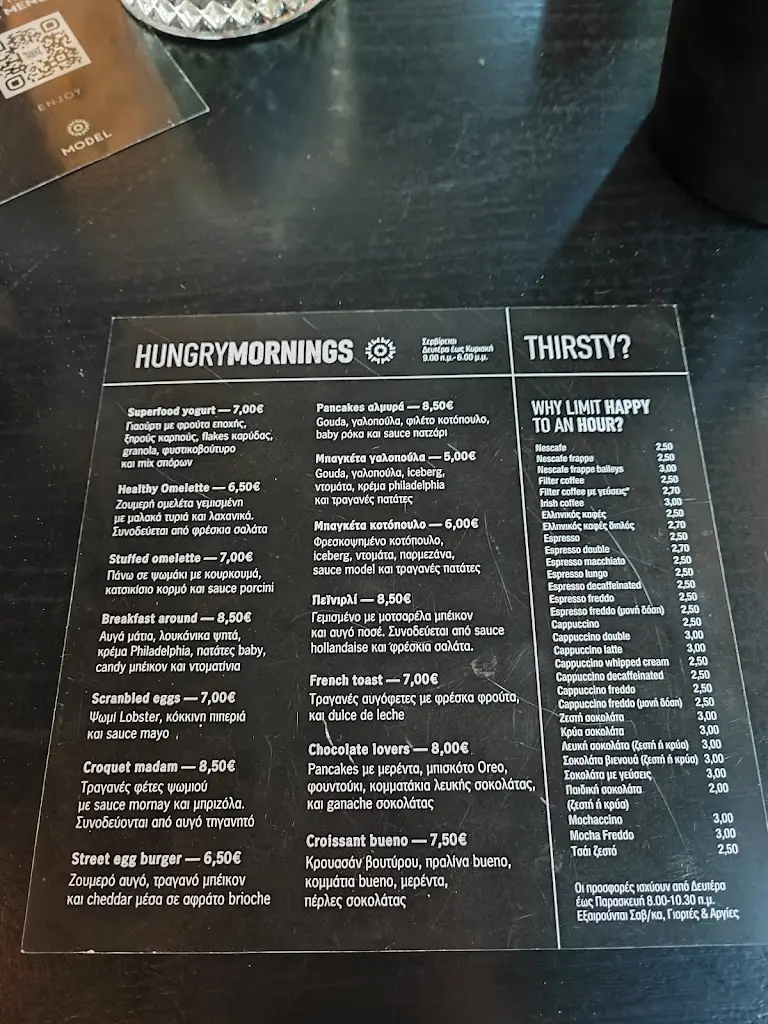 MENU
ENJOY
MODEL
HUNGRYMORNINGS
Σερβίρεται
Δευτέρα έως Κυριακή
9.00 π.μ.- 6.00 μ.μ.
Superfood yogurt — 7,00€
Γιαούρτι με φρούτα εποχής,
ξηρούς καρπούς, flakes καρύδας,
granola, φυστικοβούτυρο
και mix σπόρων
Healthy Omelette — 6,50€
Ζουμερή ομελέτα γεμισμένη
με μαλακά τυριά και λαχανικά.
Συνοδεύεται από φρέσκια σαλάτα
Stuffed omelette — 7,00€
Πάνω σε ψωμάκι με κουρκουμά,
κατσικίσιο κορμό και sauce porcini
Breakfast around — 8,50€
Αυγά μάτια, λουκάνικα ψητά,
κρέμα Philadelphia, πατάτες baby,
candy μπέικον και ντοματίνια
Scranbled eggs — 7,00€
Ψωμί Lobster, κόκκινη πιπεριά
και sauce mayo
Croquet madam — 8,50€
Τραγανές φέτες ψωμιού
με sauce mornay και μπριζόλα.
Συνοδεύονται από αυγό τηγανητό
Street egg burger — 6,50€
Ζουμερό αυγό, τραγανό μπέικον
και cheddar μέσα σε αφράτο brioche
Pancakes αλμυρά — 8,50€
Gouda, γαλοπούλα, φιλέτο κοτόπουλο,
baby ρόκα και sauce πατζάρι
Μπαγκέτα γαλοπούλα — 5,00€
Gouda, γαλοπούλα, iceberg,
ντομάτα, κρέμα philadelphia
και τραγανές πατάτες
Μπαγκέτα κοτόπουλο — 6,00€
Φρεσκοψημένο κοτόπουλο,
iceberg, ντομάτα, παρμεζάνα,
sauce model και τραγανές πατάτες
Πεϊνιρλί — 8,50€
Γεμισμένο με μοτσαρέλα μπέικον
και αυγό ποσέ. Συνοδεύεται από sauce
hollandaise και φρέσκια σαλάτα.
French toast — 7,00€
Τραγανές αυγόφετες με φρέσκα φρούτα,
και dulce de leche
Chocolate lovers — 8,00€
Pancakes με μερέντα, μπισκότο Oreo,
φουντούκι, κομματάκια λευκής σοκολάτας,
και ganache σοκολάτας
Croissant bueno — 7,50€
Κρουασάν βουτύρου, πραλίνα bueno,
κομμάτια bueno, μερέντα,
πέρλες σοκολάτας
THIRSTY?
WHY LIMIT HAPPY
TO AN HOUR?
Nescafe 2,50
Nescafe frappe 2,50
Nescafe frappe baileys 3,00
Filter coffee 2,50
Filter coffee με γεύσεις* 2,70
Irish coffee 3,00
Ελληνικός καφές 2,50
Ελληνικός καφές διπλός 2,70
Espresso 2,50
Espresso double 2,70
Espresso macchiato 2,50
Espresso lungo 2,50
Espresso decaffeinated 2,50
Espresso freddo 2,50
Espresso freddo (μονή δόση) 2,50
Cappuccino 2,50
Cappuccino double 3,00
Cappuccino latte 3,00
Cappuccino whipped cream 2,50
Cappuccino decaffeinated 2,50
Cappuccino freddo 2,50
Cappuccino freddo (μονή δόση) 2,50
Ζεστή σοκολάτα 3,00
Κρύα σοκολάτα 3,00
Λευκή σοκολάτα (ζεστή ή κρύα) 3,00
Σοκολάτα βιενουά (ζεστή ή κρύα) 3,00
Σοκολάτα με γεύσεις 3,00
Παιδική σοκολάτα 2,00
(ζεστή ή κρύα)
Mochaccino 3,00
Mocha Freddo 3,00
Τσάι ζεστό 2,50
Οι προσφορές ισχύουν από Δευτέρα
έως Παρασκευή 8.00-10.30 π.μ.
Εξαιρούνται Σαβ/κα, Γιορτές & Αργίες